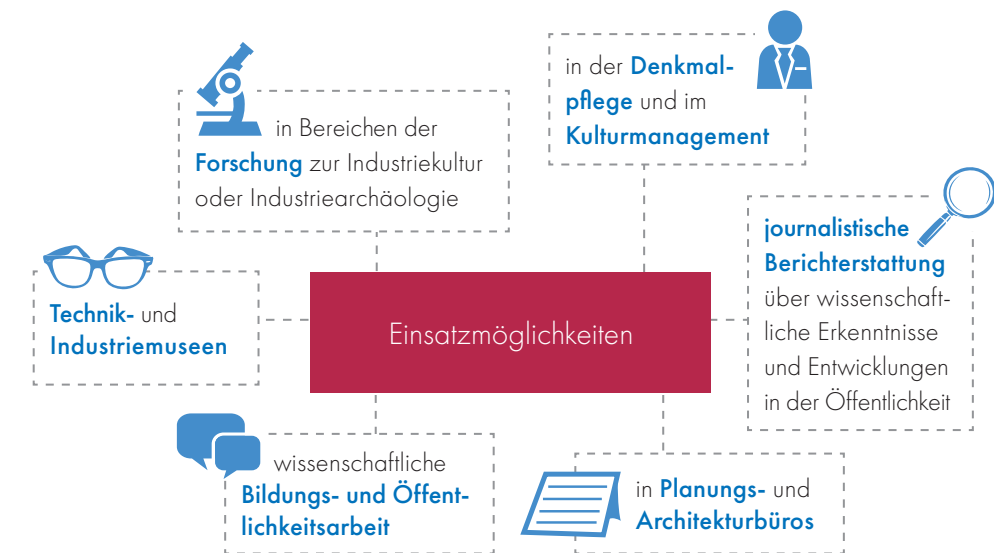 in Bereichen der
Forschung zur Industriekultur
oder Industriearchäologie
in der Denkmal-
pflege und im
Kulturmanagement
Technik- und
Industriemuseen
Einsatzmöglichkeiten
journalistische
Berichterstattung
über wissenschaft-
liche Erkenntnisse
und Entwicklungen
in der Öffentlichkeit
wissenschaftliche
Bildungs- und Öffent-
lichkeitsarbeit
in Planungs- und
Architekturbüros